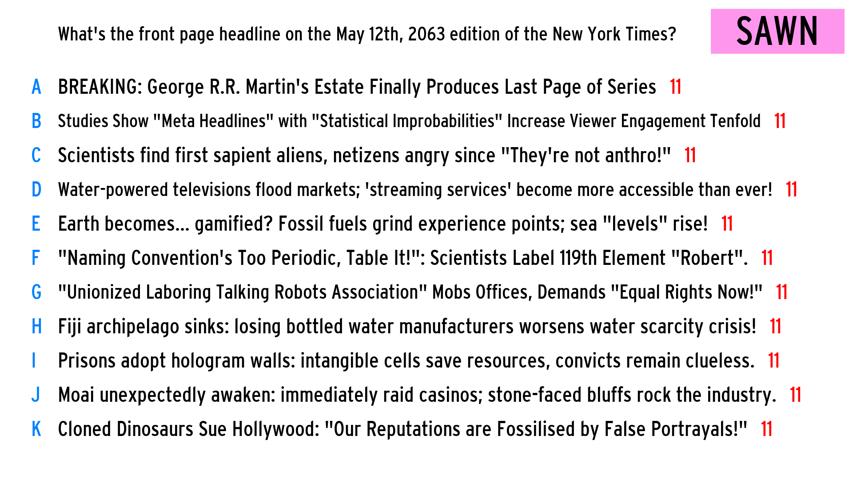 What's the front page headline on the May 12th, 2063 edition of the New York Times? SAWN
A BREAKING: George R.R. Martin's Estate Finally Produces Last Page of Series 11
B Studies Show "Meta Headlines" with "Statistical Improbabilities" Increase Viewer Engagement Tenfold 11
C Scientists find first sapient aliens, netizens angry since "They're not anthro!" 11
D Water-powered televisions flood markets; 'streaming services' become more accessible than ever! 11
E Earth becomes... gamified? Fossil fuels grind experience points; sea "levels" rise! 11
F "Naming Convention's Too Periodic, Table It!": Scientists Label 119th Element "Robert". 11
G "Unionized Laboring Talking Robots Association" Mobs Offices, Demands "Equal Rights Now!" 11
H Fiji archipelago sinks: losing bottled water manufacturers worsens water scarcity crisis! 11
I Prisons adopt hologram walls: intangible cells save resources, convicts remain clueless. 11
J Moai unexpectedly awaken: immediately raid casinos; stone-faced bluffs rock the industry. 11
K Cloned Dinosaurs Sue Hollywood: "Our Reputations are Fossilised by False Portrayals!" 11